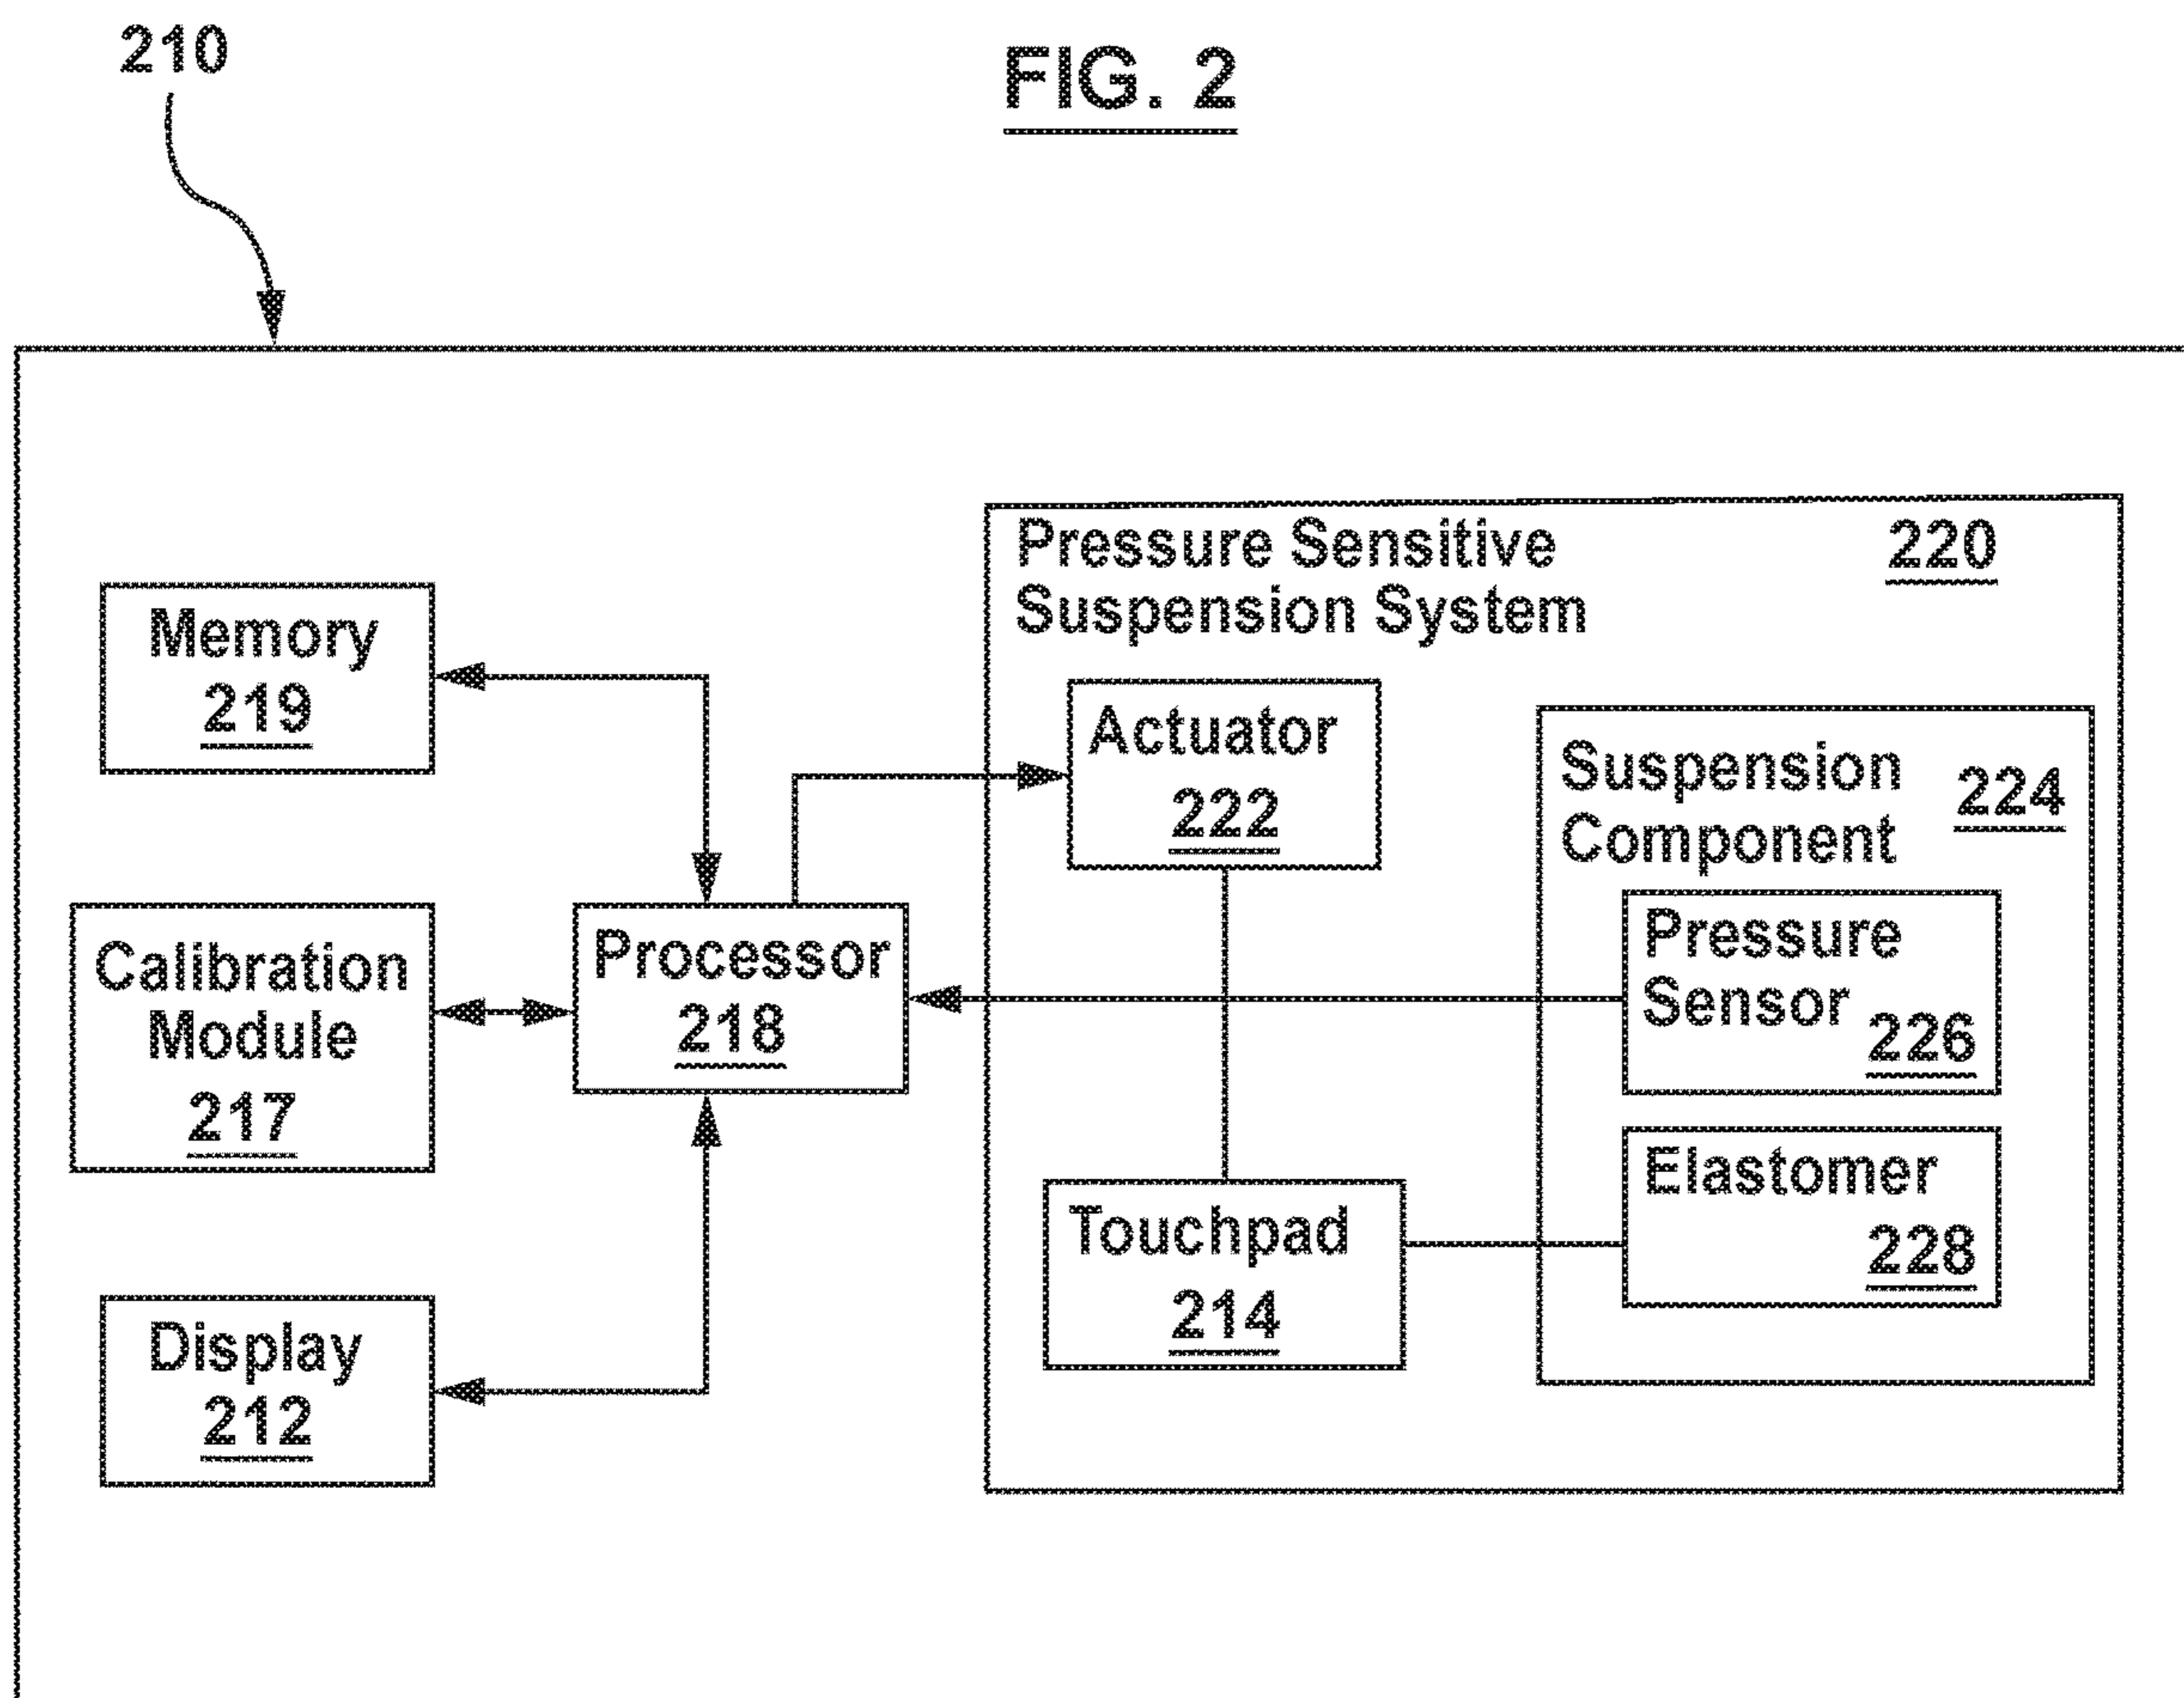 210
FIG. 2
Pressure Sensitive
Suspension System
220
Memory
219
Actuator
222
Suspension
Component
224
Calibration
Module
217
Processor
218
Pressure
Sensor
226
Elastomer
228
Touchpad
214
Display
212